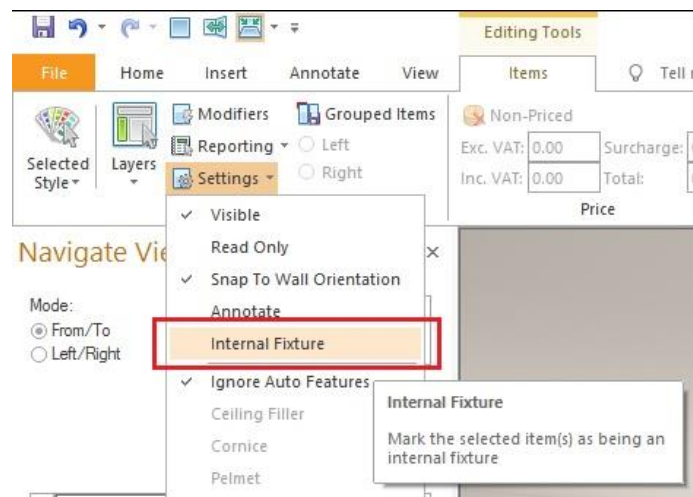 Editing Tools
File Home Insert Annotate View Items Tell
Modifiers Grouped Items Non-Priced
Reporting Left Exc. VAT: 0.00 Surcharge:
Selected Style Layers Settings Right Inc. VAT: 0.00 Total:
Price
Visible
Navigate
Read Only
Snap To Wall Orientation
Mode:
Annotate
From/To
Internal Fixture
Left/Right
Ignore Auto Features
Internal Fixture
Ceiling Filler
Mark the selected item(s) as being an
Cornice
internal fixture
Pelmet